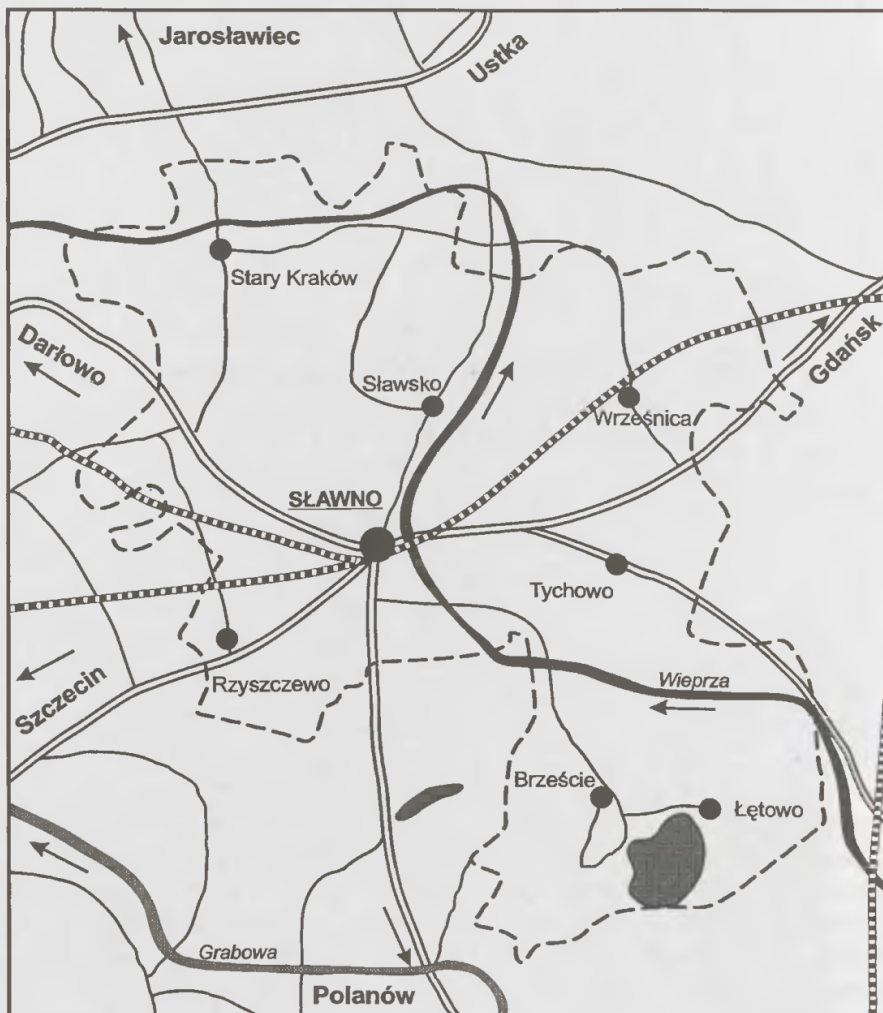 Jarosławiec
Ustka
Stary Kraków
Darłowo
Gdańsk
Sławsko
Wrześnica
SŁAWNO
Tychowo
Rzyszczewo
Szczecin
Wieprza
Brzeście
Łętowo
Grabowa
Polanów